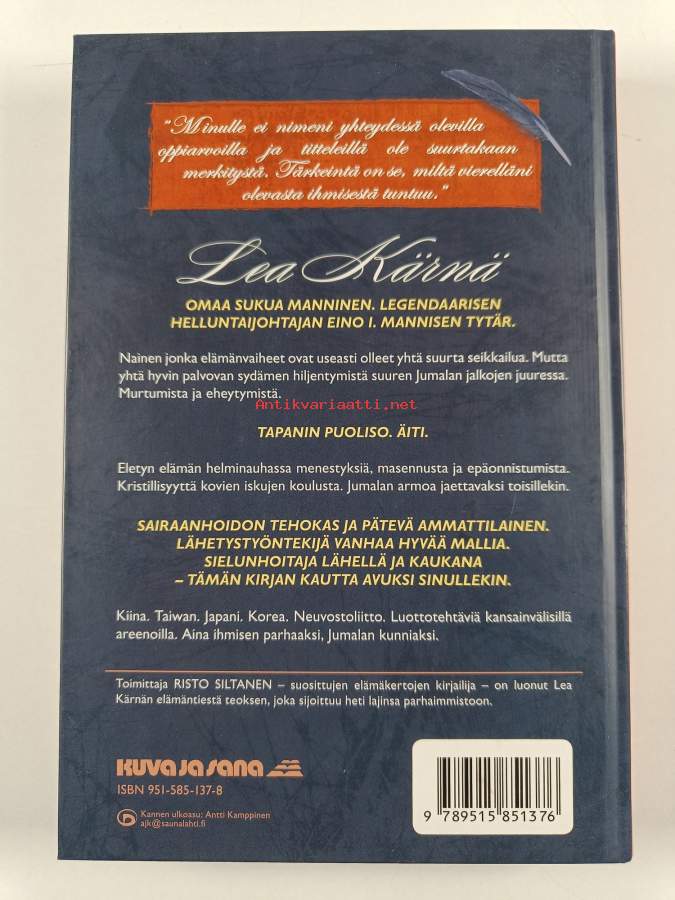 "Minulle ei nimeni yhteydessä olevilla
oppiarvoilla ja titteleillä ole suurtakaan
merkitystä. Tärkeintä on se, miltä vierelläni
olevasta ihmisestä tuntuu."
Lea Kärnä
OMAA SUKUA MANNINEN. LEGENDAARISEN
HELLUNTAIJOHTAJAN EINO I. MANNISEN TYTÄR.
Nainen jonka elämänvaiheet ovat useasti olleet yhtä suurta seikkailua. Mutta
yhtä hyvin palvovan sydämen hiljentymistä suuren Jumalan jalkojen juuressa.
Murtumista ja eheytymistä.
Antikvariaatti.net
TAPANIN PUOLISO. ÄITI.
Eletyn elämän helminauhassa menestyksiä, masennusta ja epäonnistumista.
Kristillisyyttä kovien iskujen koulusta. Jumalan armoa jaettavaksi toisillekin.
SAIRAANHOIDON TEHOKAS JA PÄTEVÄ AMMATTILAINEN.
LÄHETYSTYÖNTEKIJÄ VANHAA HYVÄÄ MALLIA.
SIELUNHOITAJA LÄHELLÄ JA KAUKANA
– TÄMÄN KIRJAN KAUTTA AVUKSI SINULLEKIN.
Kiina. Taiwan. Japani. Korea. Neuvostoliitto. Luottotehtäviä kansainvälisillä
areenoilla. Aina ihmisen parhaaksi, Jumalan kunniaksi.
Toimittaja RISTO SILTANEN – suosittujen elämäkertojen kirjailija – on luonut Lea
Kärnän elämäntiestä teoksen, joka sijoittuu heti lajinsa parhaimmistoon.
KUVA JA SANA
ISBN 951-585-137-8
Kannen ulkoasu: Antti Kamppinen
ajk@saunalahti.fi
9 789515 851376